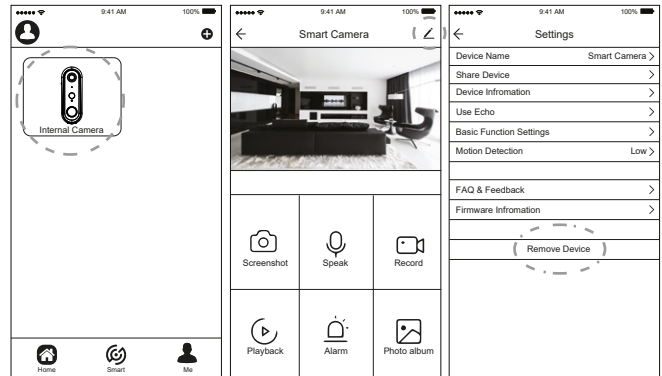 9:41 AM
100%
Internal Camera
Home
Smart
Me
9:41 AM
100%
Smart Camera
Screenshot
Speak
Record
Playback
Alarm
Photo album
9:41 AM
100%
Settings
Device Name Smart Camera >
Share Device >
Device Infromation >
Use Echo >
Basic Function Settings >
Motion Detection Low >
FAQ & Feedback >
Firmware Infromation >
Remove Device